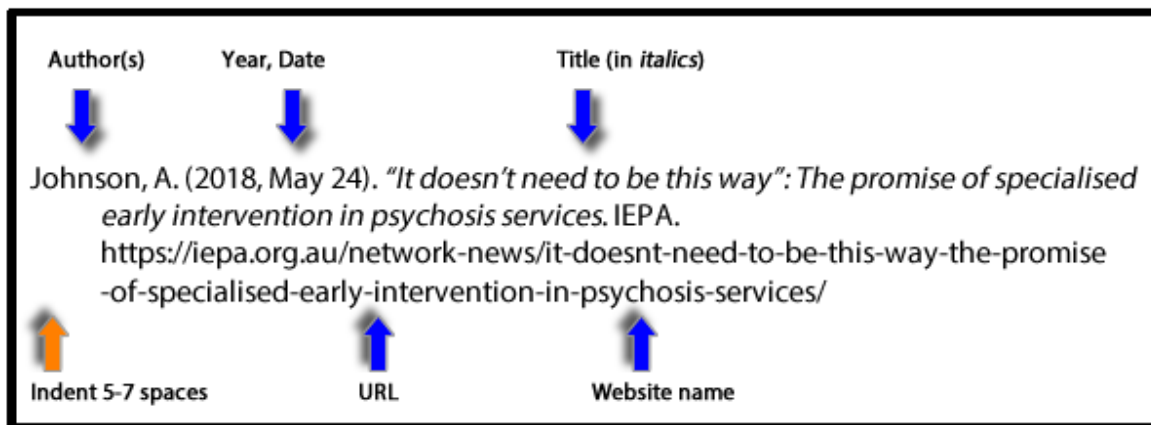 Author(s) Year, Date Title (in italics)
Johnson, A. (2018, May 24). “It doesn’t need to be this way”: The promise of specialised
early intervention in psychosis services. IEPA.
https://iepa.org.au/network-news/it-doesnt-need-to-be-this-way-the-promise
-of-specialised-early-intervention-in-psychosis-services/
Indent 5-7 spaces URL Website name